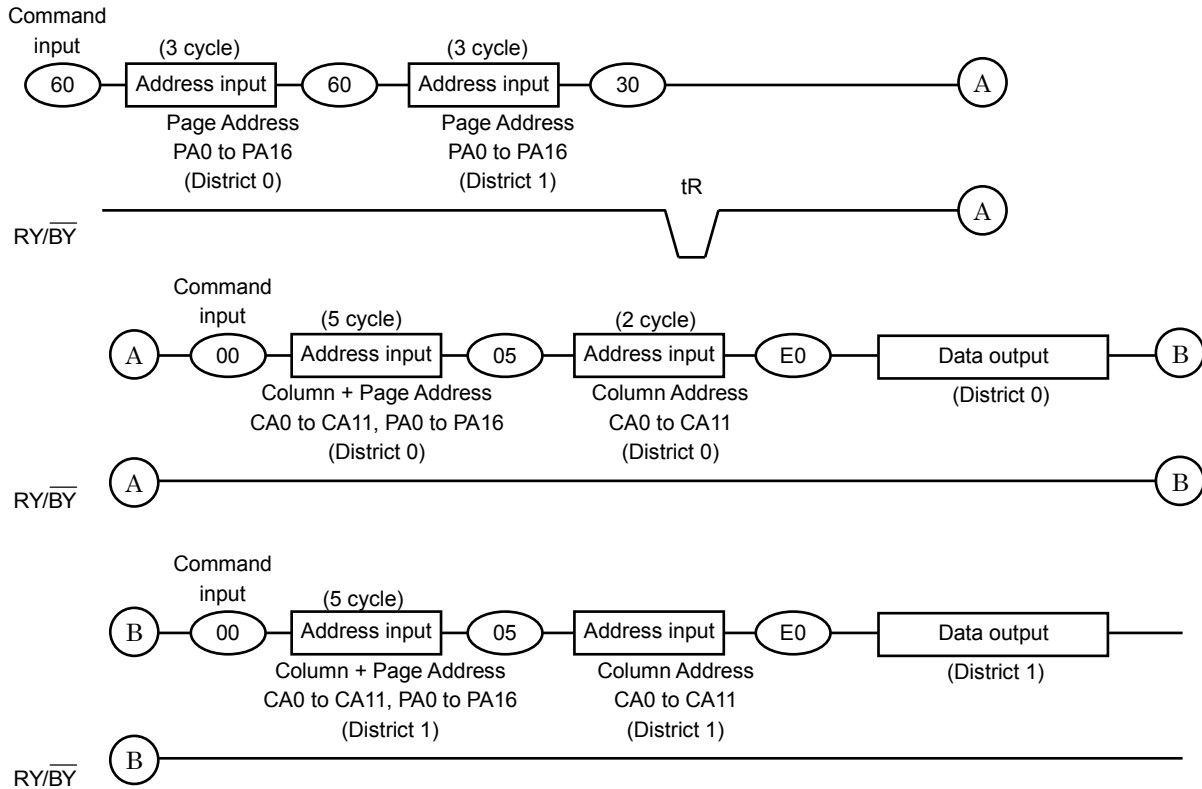 Command
input
(3 cycle)
(3 cycle)
60
Address input
60
Address input
30
A
Page Address
PA0 to PA16
(District 0)
Page Address
PA0 to PA16
(District 1)
tR
RY/BY
A
Command
input
(5 cycle)
(2 cycle)
A
00
Address input
05
Address input
E0
Data output
B
Column + Page Address
CA0 to CA11, PA0 to PA16
(District 0)
Column Address
CA0 to CA11
(District 0)
(District 0)
RY/BY
A
B
Command
input
(5 cycle)
B
00
Address input
05
Address input
E0
Data output
Column + Page Address
CA0 to CA11, PA0 to PA16
(District 1)
Column Address
CA0 to CA11
(District 1)
(District 1)
RY/BY
B